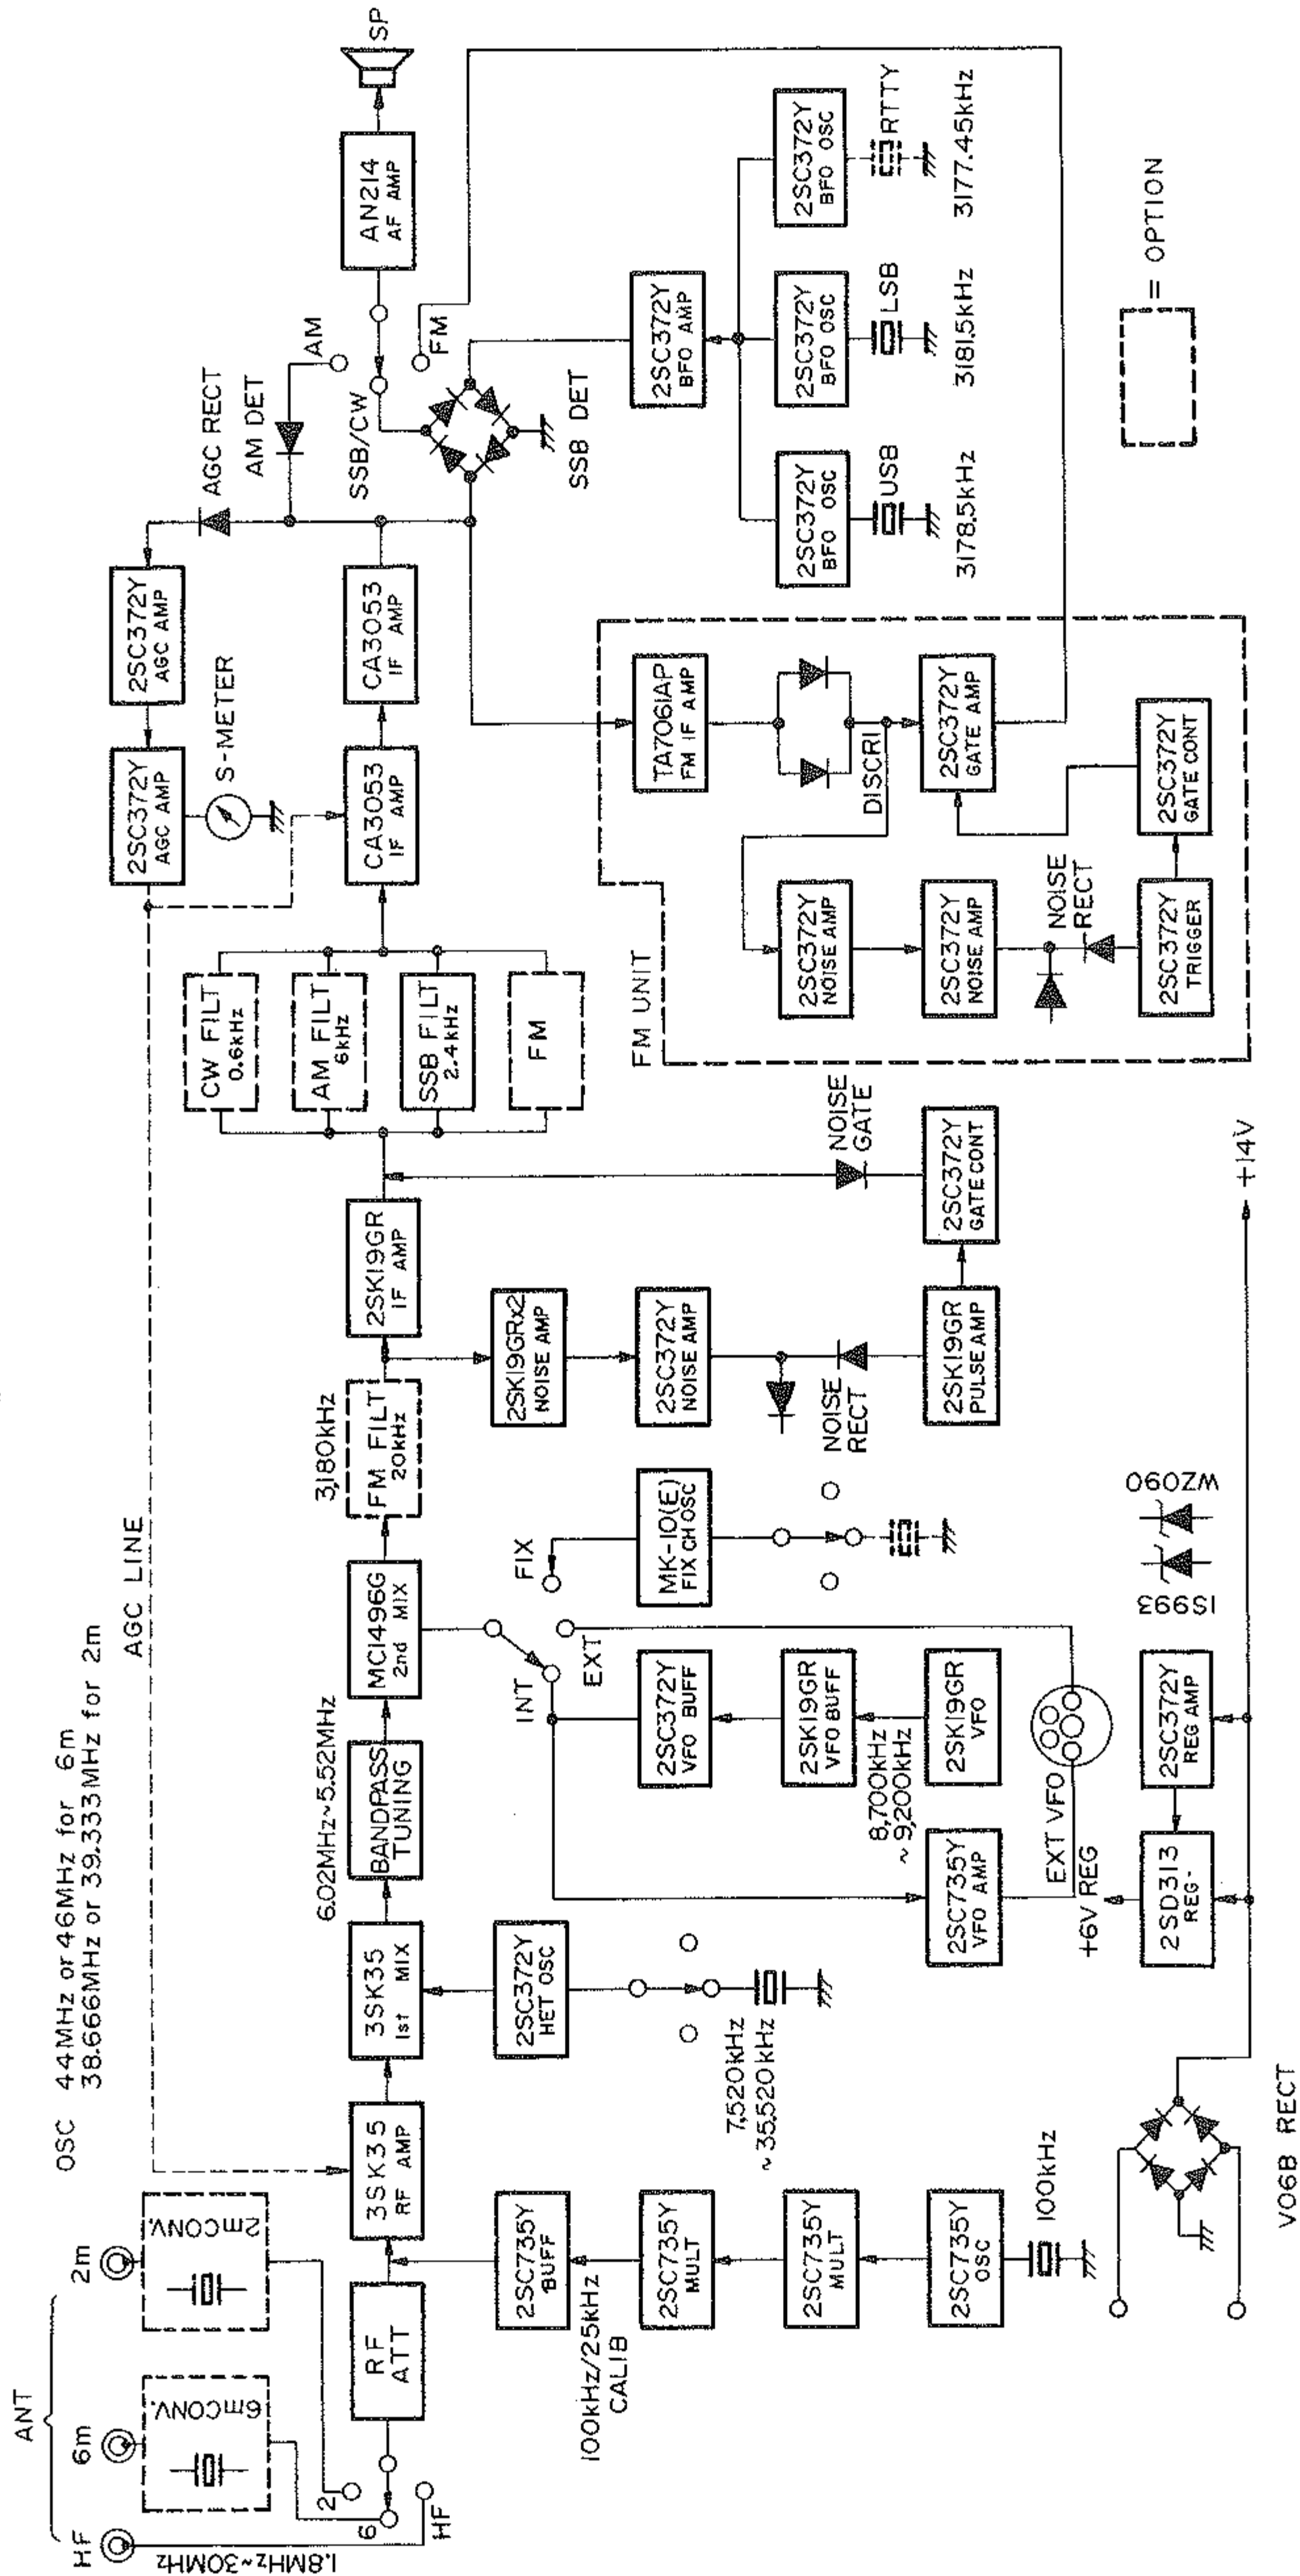 ANT
HF
6m
2m
1.8MHz~30MHz
6mCONV.
2mCONV.
2
6
HF
OSC 44MHz or 46MHz for 6m
38.666MHz or 39.333MHz for 2m
AGC LINE
RF
ATT
3SK35
RF AMP
3SK35
1st MIX
6.02MHz~5.52MHz
BANDPASS
TUNING
MC1496G
2nd MIX
3,180kHz
FM FILT
20kHz
2SK19GR
IF AMP
CW FILT
0.6kHz
AM FILT
6kHz
SSB FILT
2.4kHz
FM
CA3053
IF AMP
CA3053
IF AMP
2SC372Y
AGC AMP
2SC372Y
AGC AMP
S-METER
AGC RECT
AM DET
AM
SSB/CW
FM
SSB DET
AN214
AF AMP
SP
2SC735Y
BUFF
100kHz/25kHz
CALIB
2SC735Y
MULT
2SC735Y
MULT
2SC735Y
OSC
100kHz
2SC372Y
HET OSC
7,520kHz
~35,520kHz
INT
FIX
EXT
2SC372Y
VFO BUFF
2SK19GR
VFO BUFF
8,700kHz
~9,200kHz
2SK19GR
VFO
2SC735Y
VFO AMP
EXT VFO
MK-10(E)
FIX CH OSC
2SK19GRx2
NOISE AMP
2SC372Y
NOISE AMP
NOISE
RECT
2SK19GR
PULSE AMP
2SC372Y
GATE CONT
NOISE
GATE
FM UNIT
TA7061AP
FM IF AMP
DISCRI
2SC372Y
GATE AMP
2SC372Y
NOISE AMP
2SC372Y
NOISE AMP
NOISE
RECT
2SC372Y
TRIGGER
2SC372Y
GATE CONT
2SC372Y
BFO AMP
2SC372Y
BFO OSC
USB
3178.5kHz
2SC372Y
BFO OSC
LSB
3181.5kHz
2SC372Y
BFO OSC
RTTY
3177.45kHz
= OPTION
+6V REG
2SD313
REG-
2SC372Y
REG AMP
1S993
WZ090
+14V
V06B RECT